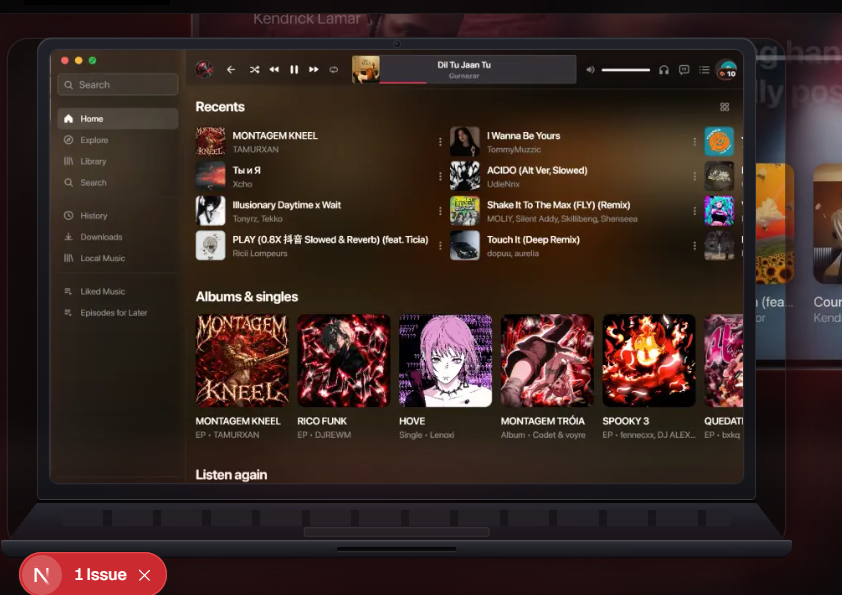 Kendrick Lamar
Dil Tu Jaan Tu
Gurnazar
10
Search
Home
Explore
Library
Search
History
Downloads
Local Music
Liked Music
Episodes for Later
Recents
MONTAGEM KNEEL
TAMURXAN
I Wanna Be Yours
TommyMuzzic
Ты и Я
Xcho
ACIDO (Alt Ver, Slowed)
UdieNnx
Illusionary Daytime x Wait
Tonyrz, Tekko
Shake It To The Max (FLY) (Remix)
MOLIY, Silent Addy, Skillibeng, Shenseea
PLAY (0.8X 抖音 Slowed & Reverb) (feat. Ticia)
Ricii Lompeurs
Touch It (Deep Remix)
dopuu, aurelia
Albums & singles
MONTAGEM
KNEEL
MONTAGEM KNEEL
EP • TAMURXAN
RICO FUNK
EP • DJREWM
HOVE
Single • Lenoxi
MONTAGEM TRÓIA
Album • Codet & voyre
SPOOKY 3
EP • fennecxx, DJ ALEX...
QUEDAT
EP • bxkq
Listen again
(fea...
or
Cour
Kend
N
1 Issue